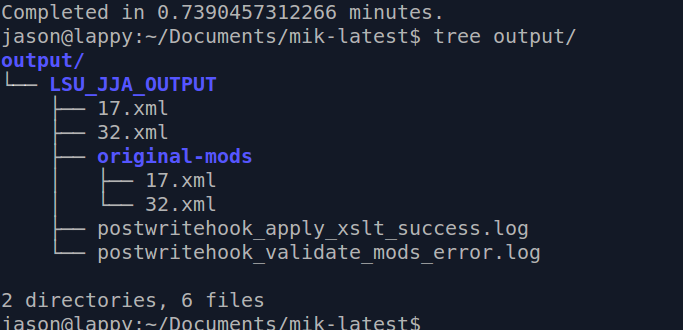 Completed in 0.7390457312266 minutes.
jason@lappy:~/Documents/mik-latest$ tree output/
output/
└── LSU_JJA_OUTPUT
    ├── 17.xml
    ├── 32.xml
    ├── original-mods
    │   ├── 17.xml
    │   └── 32.xml
    ├── postwritehook_apply_xslt_success.log
    └── postwritehook_validate_mods_error.log

2 directories, 6 files
jason@lappy:~/Documents/mik-latest$